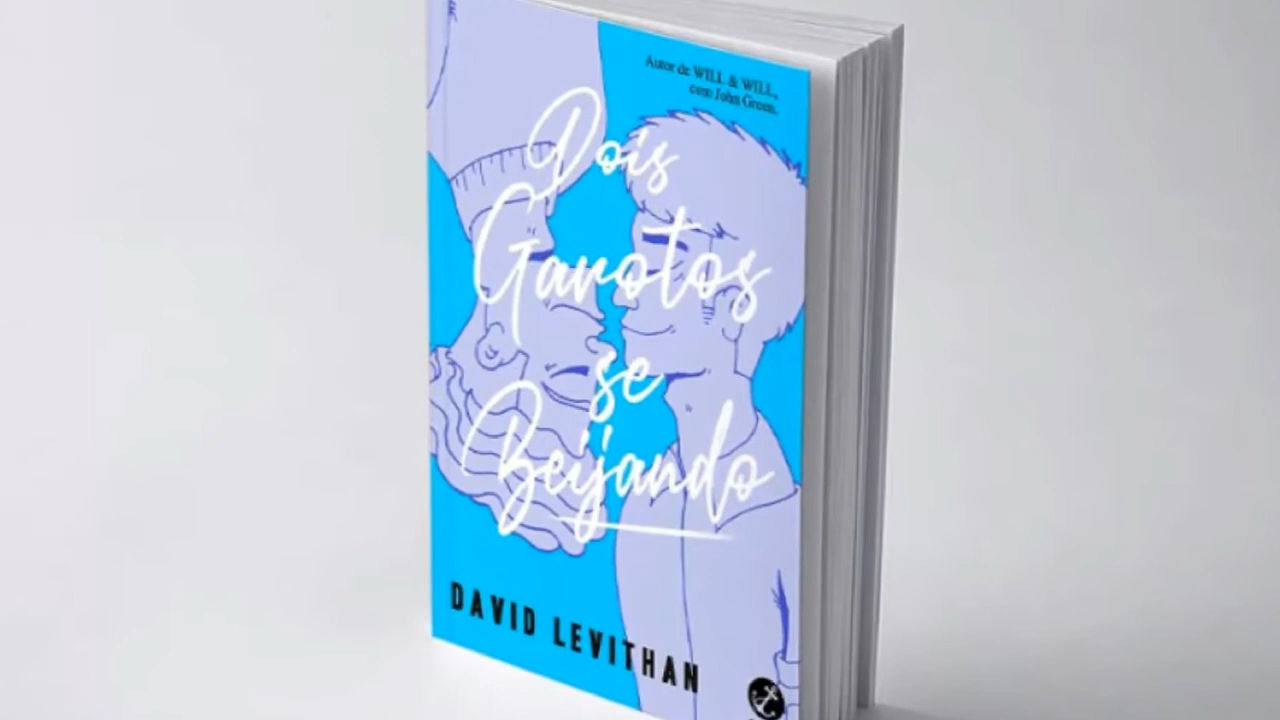 Autor de WILL & WILL,
com John Green.
Dois
Garotos
se
Beijando
DAVID LEVITHAN